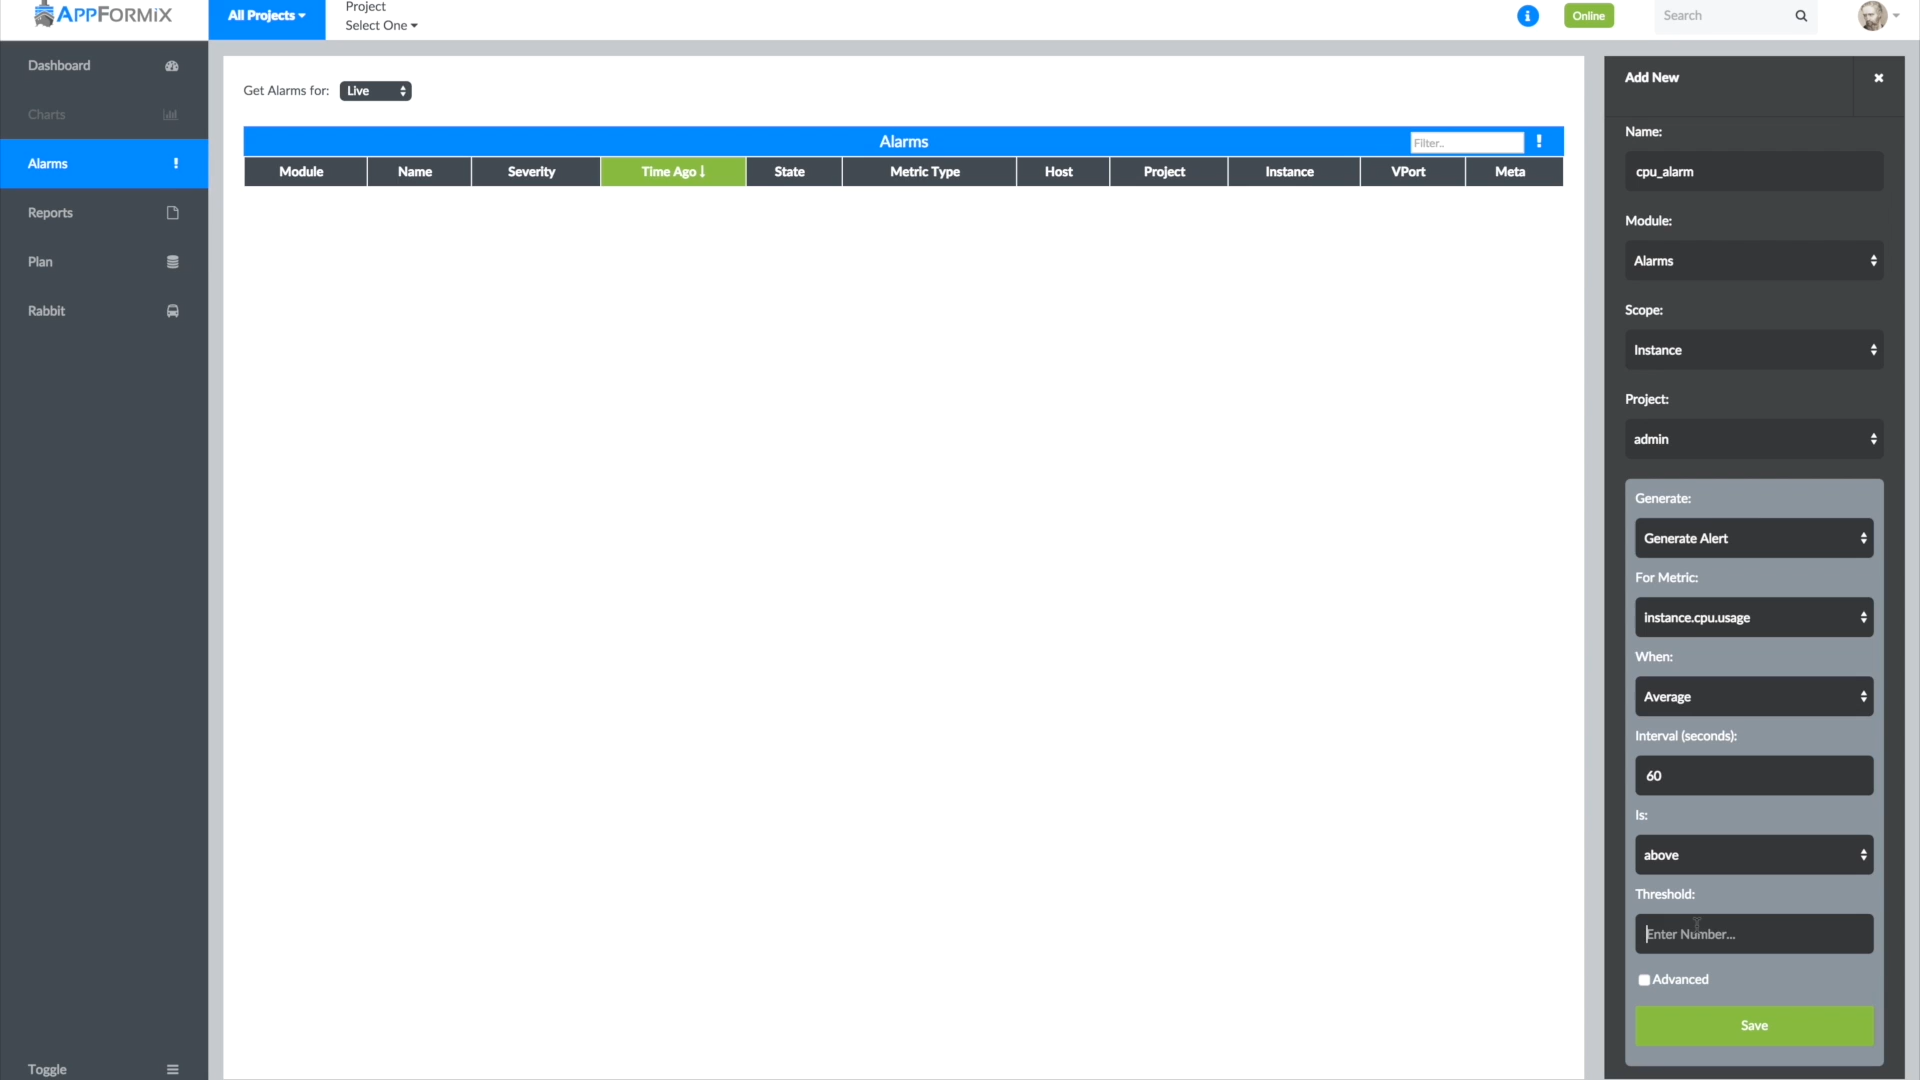 APPFORMIX
All Projects
Project
Select One
Online
Search
Dashboard
Charts
Alarms
Reports
Plan
Rabbit
Toggle
Get Alarms for: Live
Alarms
Filter..
Module Name Severity Time Ago State Metric Type Host Project Instance VPort Meta
Add New
Name:
cpu_alarm
Module:
Alarms
Scope:
Instance
Project:
admin
Generate:
Generate Alert
For Metric:
instance.cpu.usage
When:
Average
Interval (seconds):
60
Is:
above
Threshold:
Enter Number...
Advanced
Save